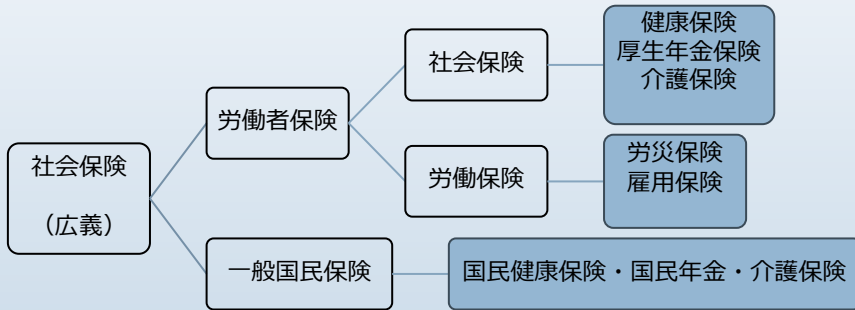 社会保険
（広義）
労働者保険
社会保険
健康保険
厚生年金保険
介護保険
労働保険
労災保険
雇用保険
一般国民保険
国民健康保険・国民年金・介護保険